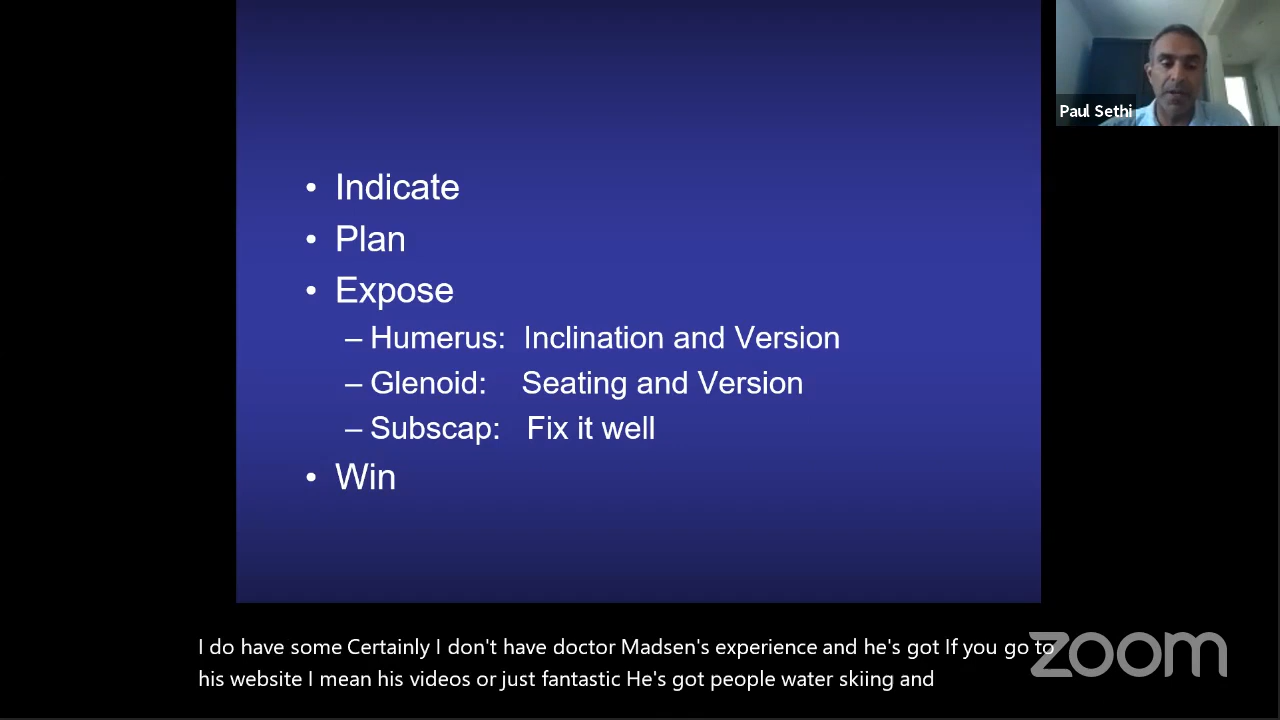 Paul Sethi
• Indicate
• Plan
• Expose
– Humerus: Inclination and Version
– Glenoid: Seating and Version
– Subscap: Fix it well
• Win
I do have some Certainly I don't have doctor Madsen's experience and he's got If you go to
his website I mean his videos or just fantastic He's got people water skiing and
zoom